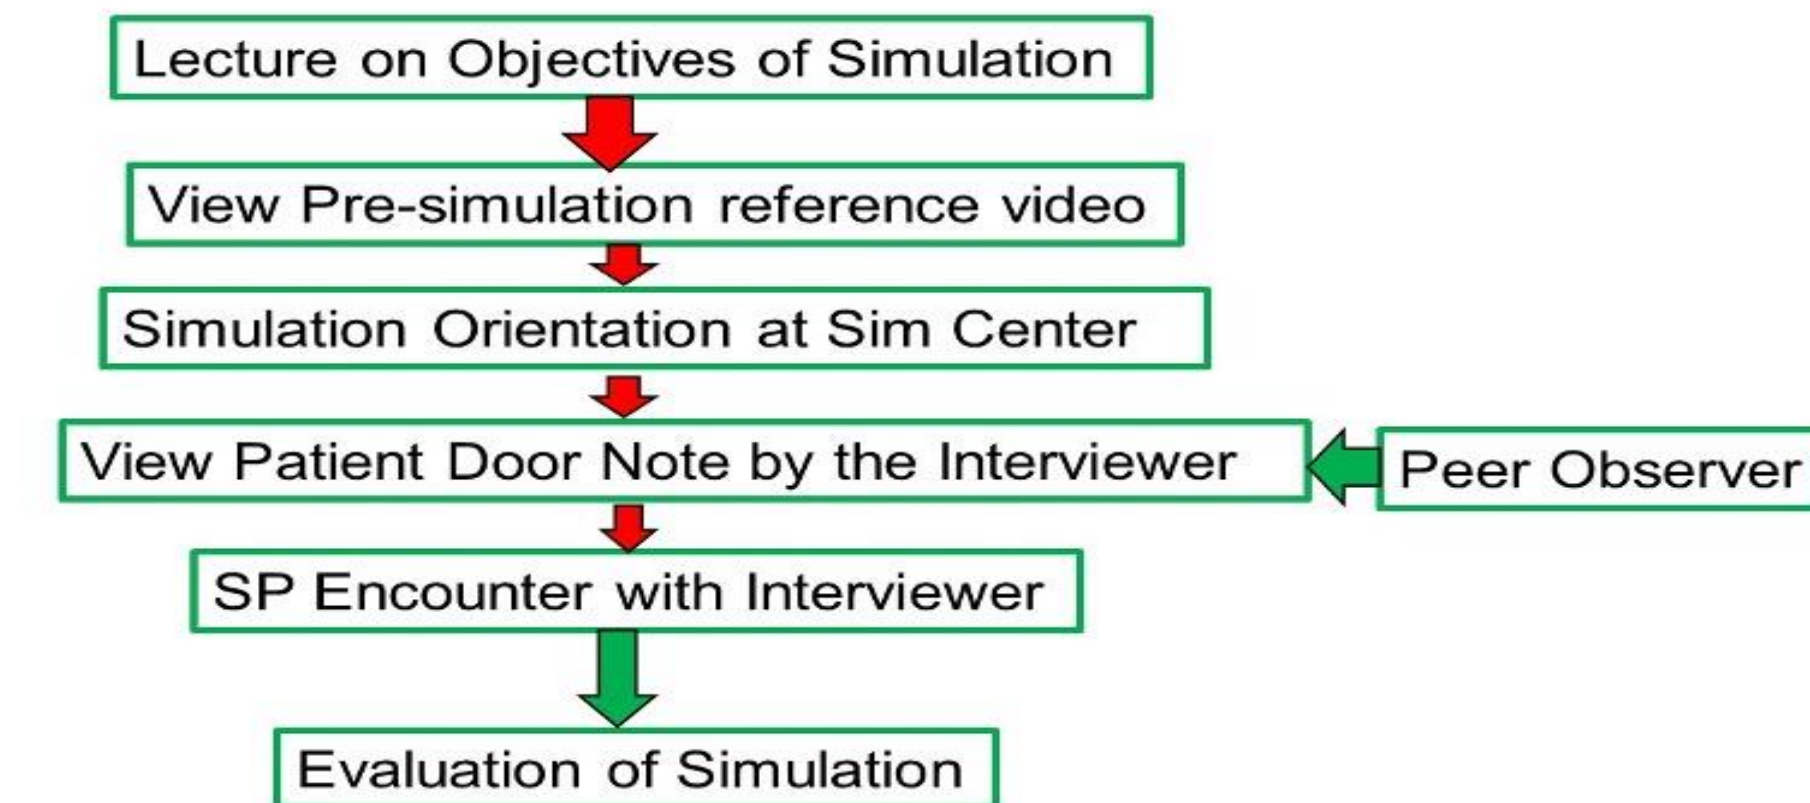 Lecture on Objectives of Simulation
View Pre-simulation reference video
Simulation Orientation at Sim Center
View Patient Door Note by the Interviewer
Peer Observer
SP Encounter with Interviewer
Evaluation of Simulation